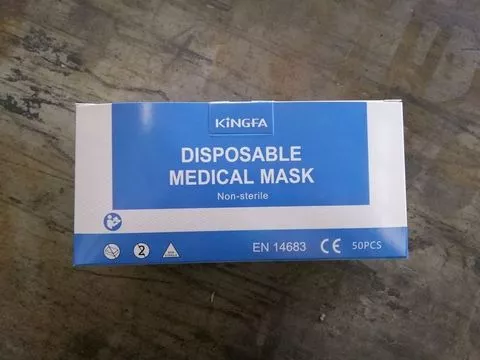 KINGFA
DISPOSABLE
MEDICAL MASK
Non-sterile
2
EN 14683 CE 50PCS